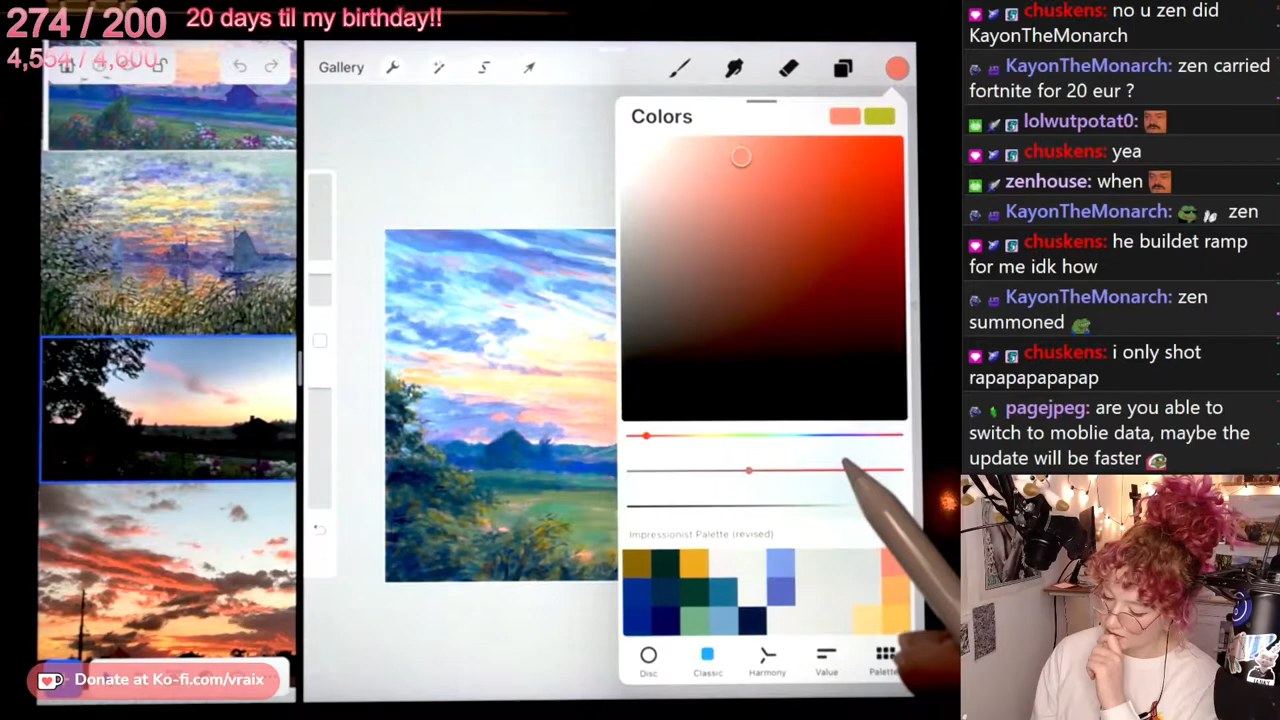 274 / 200
20 days til my birthday!!
4,554 / 4,600
Gallery
Colors
Impressionist Palette (revised)
Disc
Classic
Harmony
Value
Donate at Ko-fi.com/vraix
chuskens: no u zen did
KayonTheMonarch
KayonTheMonarch: zen carried
fortnite for 20 eur ?
lolwutpotat0:
chuskens: yea
zenhouse: when
KayonTheMonarch: zen
chuskens: he buildet ramp
for me idk how
KayonTheMonarch: zen
summoned
chuskens: i only shot
rapapapapapap
pagejpeg: are you able to
switch to moblie data, maybe the
update will be faster